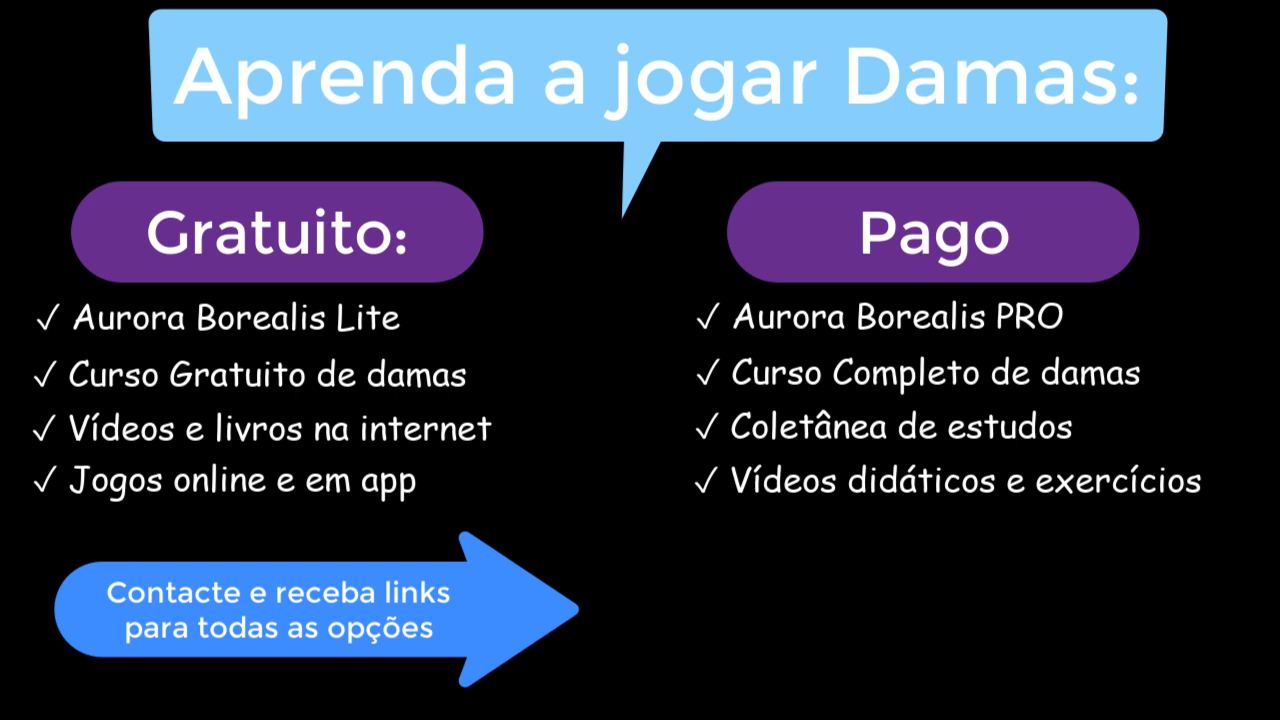 Aprenda a jogar Damas:
Gratuito:
✓ Aurora Borealis Lite
✓ Curso Gratuito de damas
✓ Vídeos e livros na internet
✓ Jogos online e em app
Pago
✓ Aurora Borealis PRO
✓ Curso Completo de damas
✓ Coletânea de estudos
✓ Vídeos didáticos e exercícios
Contacte e receba links
para todas as opções